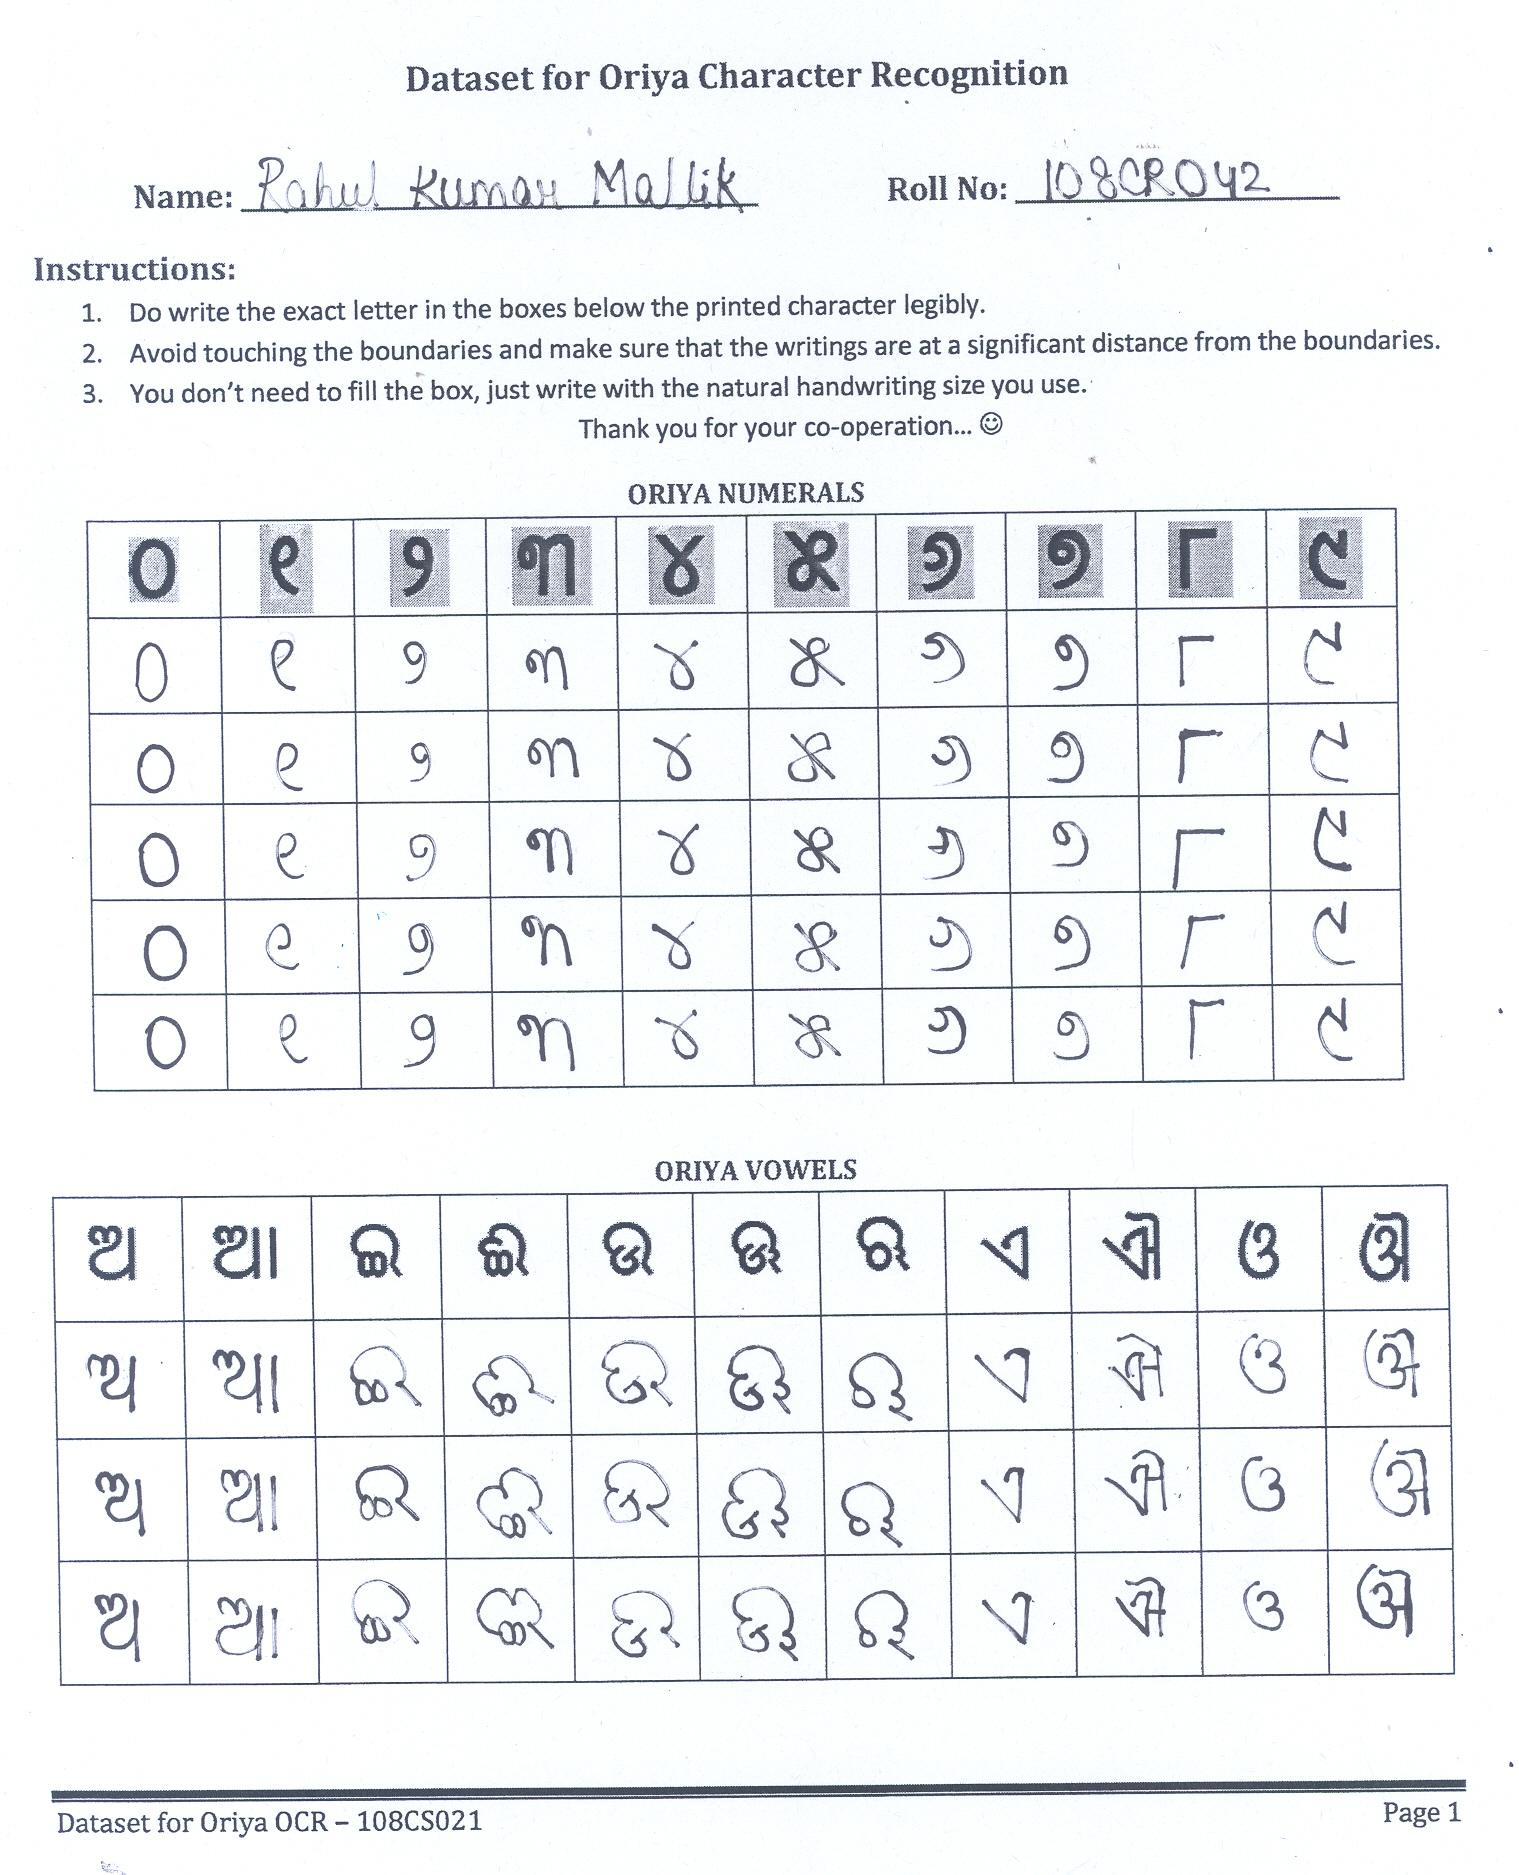 Dataset for Oriya Character Recognition
Name: Rahul Kumar Mallik Roll No: 108CR042
Instructions:
1. Do write the exact letter in the boxes below the printed character legibly.
2. Avoid touching the boundaries and make sure that the writings are at a significant distance from the boundaries.
3. You don't need to fill the box, just write with the natural handwriting size you use.
Thank you for your co-operation... ☺
ORIYA NUMERALS
୦ ୧ ୨ ୩ ୪ ୫ ୬ ୭ ୮ ୯
୦ ୧ ୨ ୩ ୪ ୫ ୬ ୭ ୮ ୯
୦ ୧ ୨ ୩ ୪ ୫ ୬ ୭ ୮ ୯
୦ ୧ ୨ ୩ ୪ ୫ ୬ ୭ ୮ ୯
୦ ୧ ୨ ୩ ୪ ୫ ୬ ୭ ୮ ୯
୦ ୧ ୨ ୩ ୪ ୫ ୬ ୭ ୮ ୯
ORIYA VOWELS
ଅ ଆ ଇ ଈ ଉ ଊ ଋ ଏ ଐ ଓ ଔ
ଅ ଆ ଇ ଈ ଉ ଊ ଋ ଏ ଐ ଓ ଔ
ଅ ଆ ଇ ଈ ଉ ଊ ଋ ଏ ଐ ଓ ଔ
ଅ ଆ ଇ ଈ ଉ ଊ ଋ ଏ ଐ ଓ ଔ
Dataset for Oriya OCR – 108CS021 Page 1